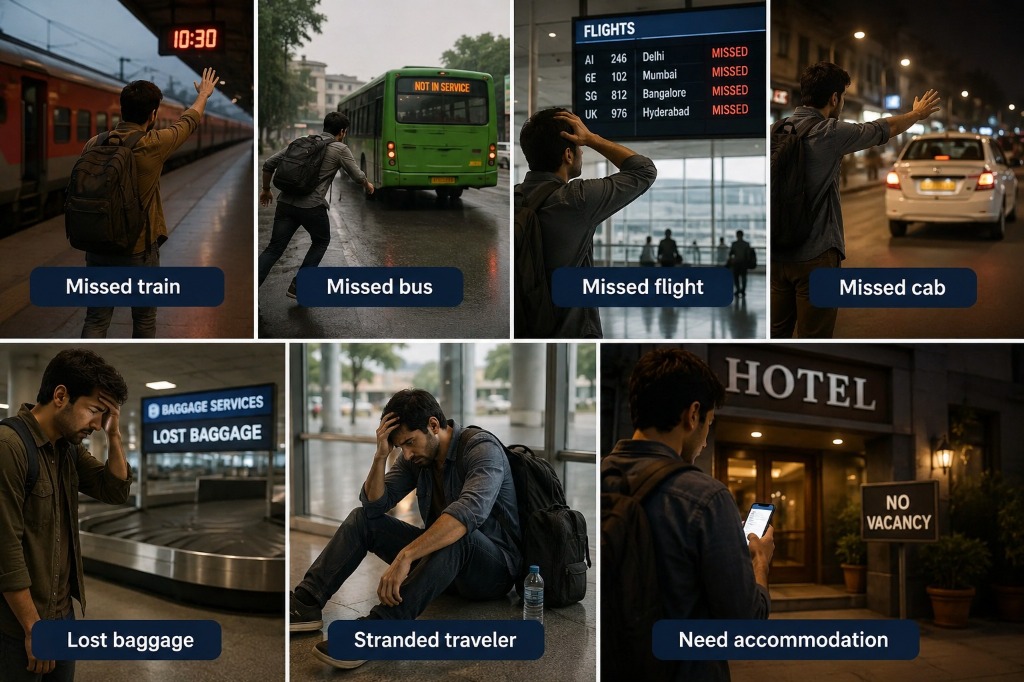 10:30
Missed train
NOT IN SERVICE
Missed bus
FLIGHTS
AI 246 Delhi MISSED
6E 102 Mumbai MISSED
SG 812 Bangalore MISSED
UK 976 Hyderabad MISSED
Missed flight
Missed cab
BAGGAGE SERVICES
LOST BAGGAGE
Lost baggage
Stranded traveler
HOTEL
NO
VACANCY
Need accommodation